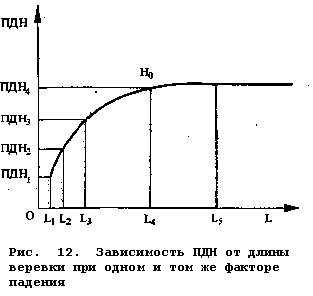 ПДН
H₀
ПДН₄
ПДН₃
ПДН₂
ПДН₁
O L₁ L₂ L₃ L₄ L₅ L
Рис. 12. Зависимость ПДН от длины
веревки при одном и том же факторе
падения